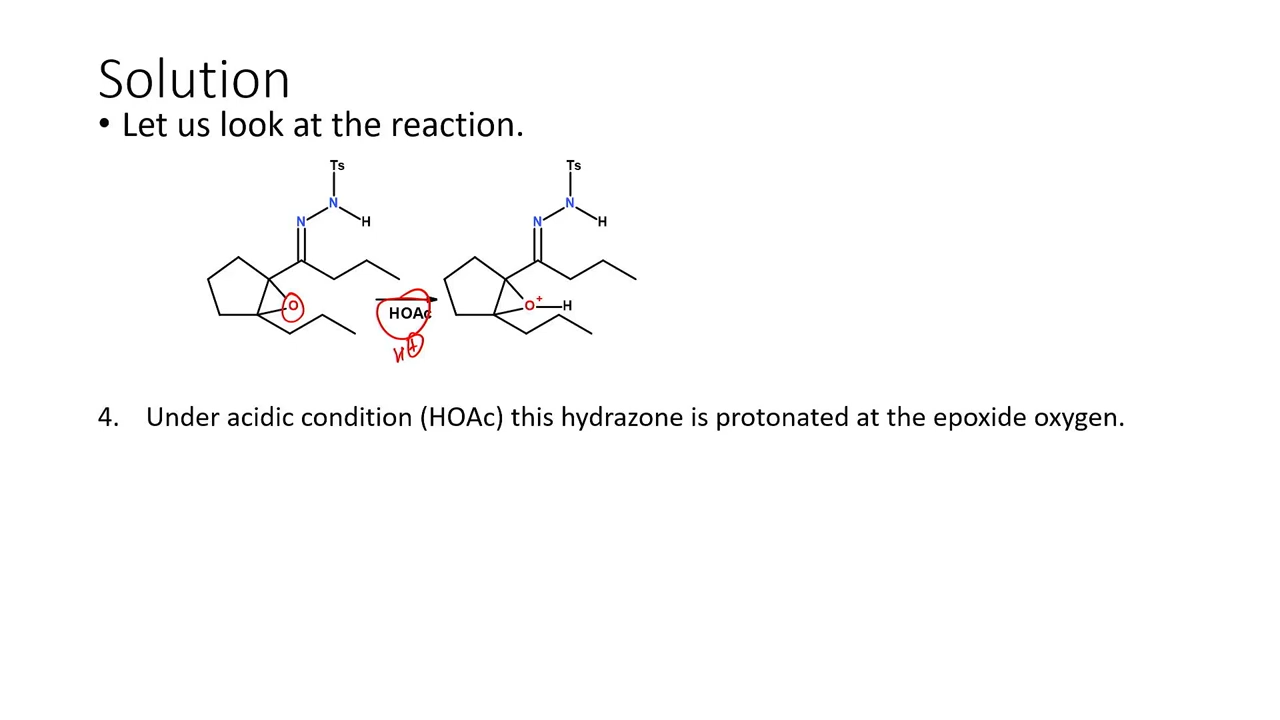 Solution
• Let us look at the reaction.
Ts Ts
N N
N H N H
O O+ H
HOAc
H+
4. Under acidic condition (HOAc) this hydrazone is protonated at the epoxide oxygen.